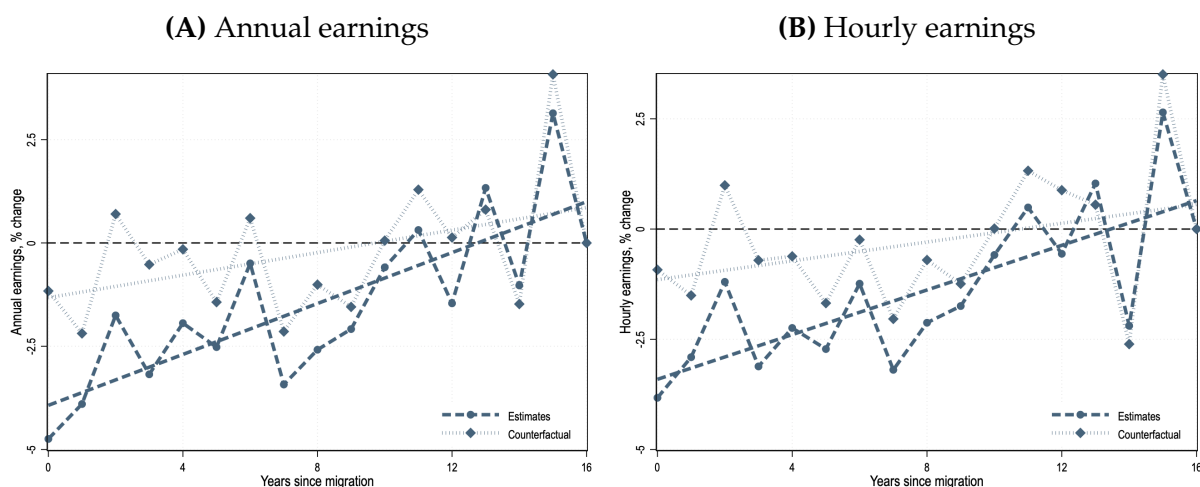 (A) Annual earnings
Annual earnings, % change
2.5
0
-2.5
-5
0 4 8 12 16
Years since migration
Estimates
Counterfactual
(B) Hourly earnings
Hourly earnings, % change
2.5
0
-2.5
-5
0 4 8 12 16
Years since migration
Estimates
Counterfactual